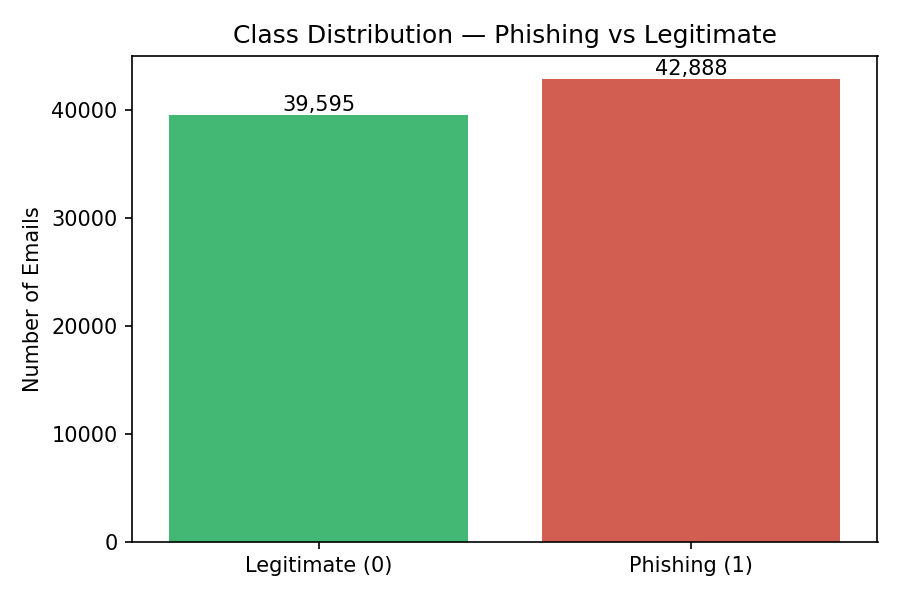 Class Distribution — Phishing vs Legitimate
Number of Emails
40000
30000
20000
10000
0
39,595
42,888
Legitimate (0)
Phishing (1)